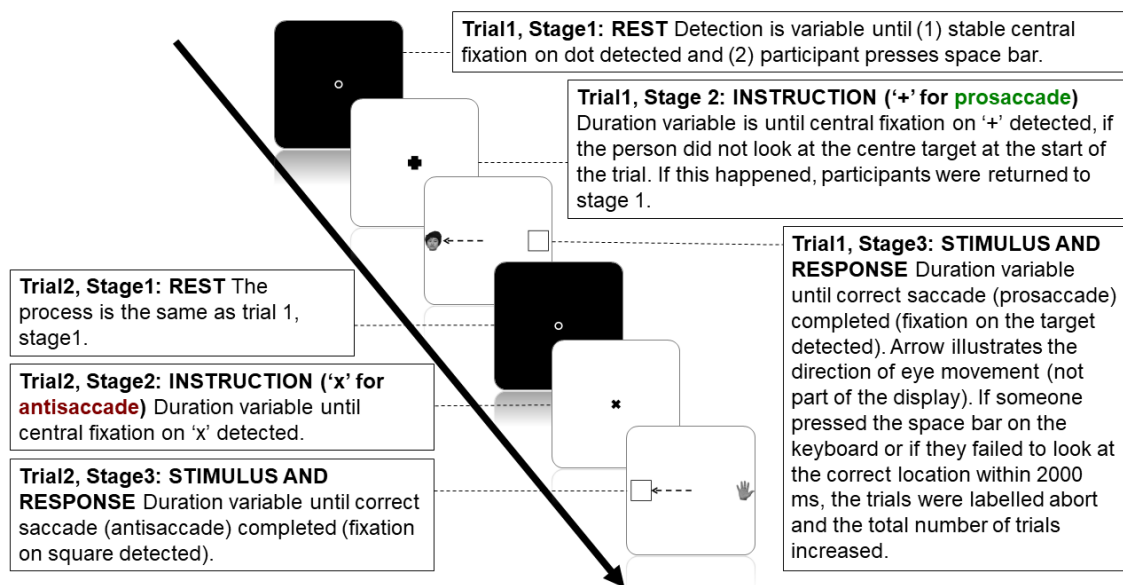 Trial1, Stage1: REST Detection is variable until (1) stable central
fixation on dot detected and (2) participant presses space bar.
Trial1, Stage 2: INSTRUCTION (‘+’ for prosaccade)
Duration variable is until central fixation on ‘+’ detected, if
the person did not look at the centre target at the start of
the trial. If this happened, participants were returned to
stage 1.
Trial1, Stage3: STIMULUS AND
RESPONSE Duration variable
until correct saccade (prosaccade)
completed (fixation on the target
detected). Arrow illustrates the
direction of eye movement (not
part of the display). If someone
pressed the space bar on the
keyboard or if they failed to look at
the correct location within 2000
ms, the trials were labelled abort
and the total number of trials
increased.
Trial2, Stage1: REST The
process is the same as trial 1,
stage1.
Trial2, Stage2: INSTRUCTION (‘x’ for
antisaccade) Duration variable until
central fixation on ‘x’ detected.
Trial2, Stage3: STIMULUS AND
RESPONSE Duration variable until correct
saccade (antisaccade) completed (fixation
on square detected).